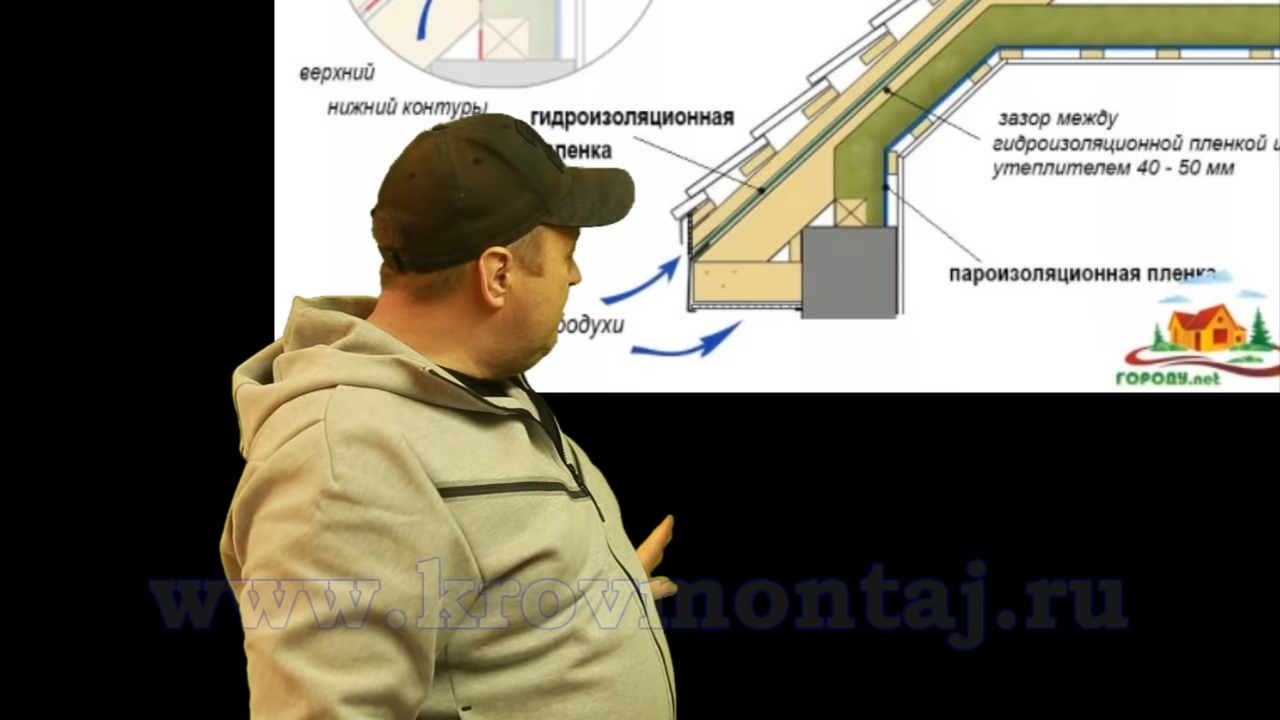 верхний
нижний контуры
гидроизоляционная
пленка
зазор между
гидроизоляционной пленкой и
утеплителем 40 - 50 мм
пароизоляционная пленка
ГОРОДУ.net
www.krovmontaj.ru